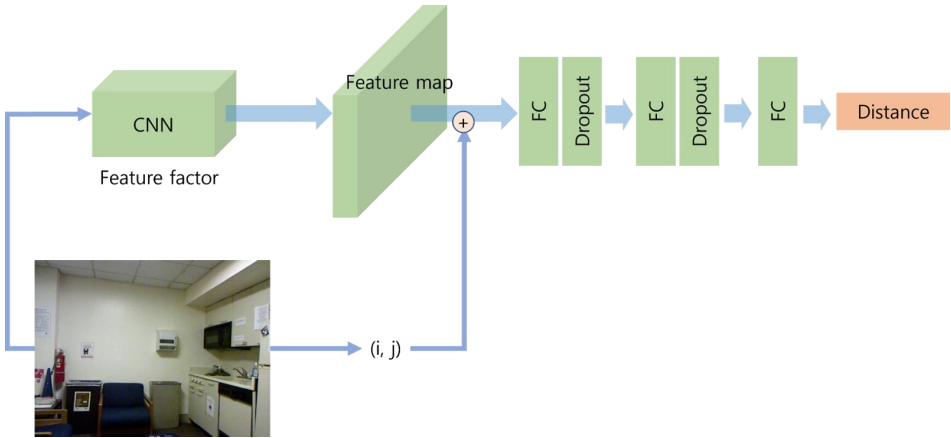 CNN
Feature factor
Feature map
+
FC
Dropout
FC
Dropout
FC
Distance
(i, j)